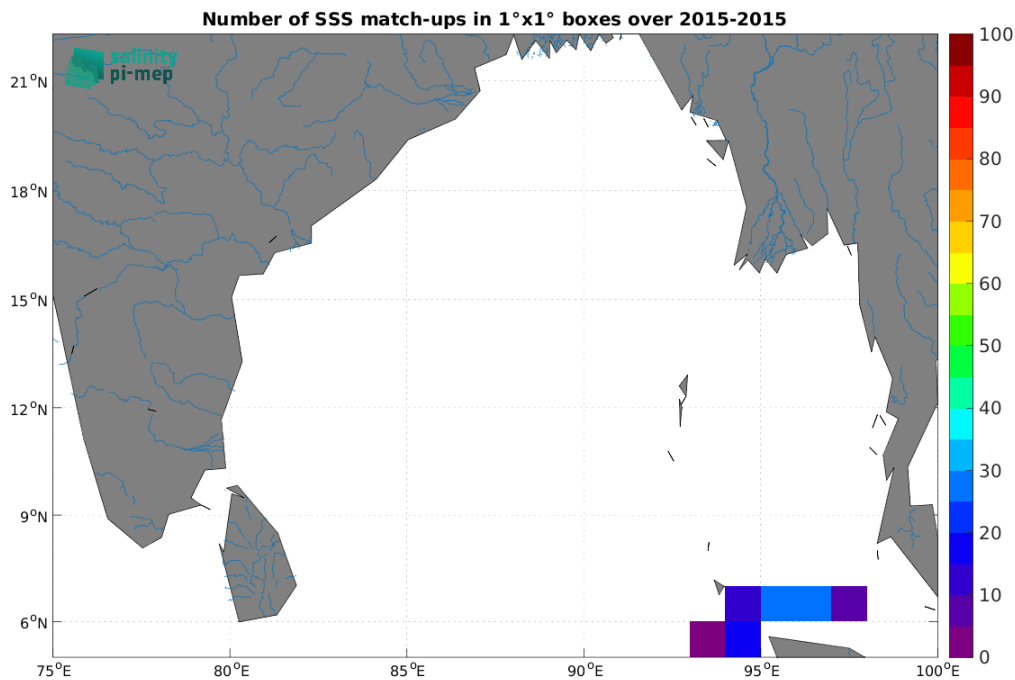 Number of SSS match-ups in 1°x1° boxes over 2015-2015
salinity
pi-mep
21°N
18°N
15°N
12°N
9°N
6°N
75°E 80°E 85°E 90°E 95°E 100°E
100
90
80
70
60
50
40
30
20
10
0